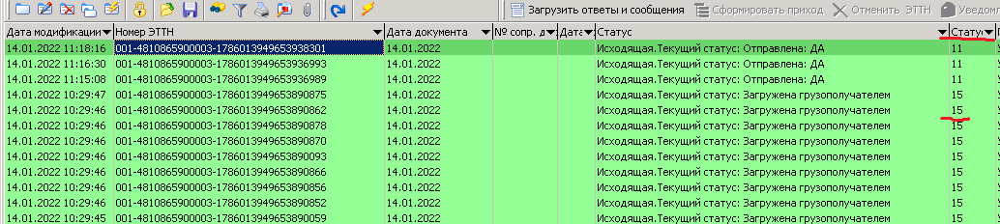 Загрузить ответы и сообщения Сформировать приход Отменить ЭТТН Уведом
Дата модификации Номер ЭТТН Дата документа № сопр. д Дата Статус Стату
14.01.2022 11:18:16 001-4810865900003-1786013949653938301 14.01.2022 Исходящая.Текущий статус: Отправлена: ДА 11
14.01.2022 11:16:30 001-4810865900003-1786013949653936993 14.01.2022 Исходящая.Текущий статус: Отправлена: ДА 11
14.01.2022 11:15:08 001-4810865900003-1786013949653936989 14.01.2022 Исходящая.Текущий статус: Отправлена: ДА 11
14.01.2022 10:29:47 001-4810865900003-1786013949653890875 14.01.2022 Исходящая.Текущий статус: Загружена грузополучателем 15
14.01.2022 10:29:46 001-4810865900003-1786013949653890862 14.01.2022 Исходящая.Текущий статус: Загружена грузополучателем 15
14.01.2022 10:29:46 001-4810865900003-1786013949653890878 14.01.2022 Исходящая.Текущий статус: Загружена грузополучателем 15
14.01.2022 10:29:46 001-4810865900003-1786013949653890870 14.01.2022 Исходящая.Текущий статус: Загружена грузополучателем 15
14.01.2022 10:29:46 001-4810865900003-1786013949653890093 14.01.2022 Исходящая.Текущий статус: Загружена грузополучателем 15
14.01.2022 10:29:46 001-4810865900003-1786013949653890866 14.01.2022 Исходящая.Текущий статус: Загружена грузополучателем 15
14.01.2022 10:29:46 001-4810865900003-1786013949653890856 14.01.2022 Исходящая.Текущий статус: Загружена грузополучателем 15
14.01.2022 10:29:46 001-4810865900003-1786013949653890852 14.01.2022 Исходящая.Текущий статус: Загружена грузополучателем 15
14.01.2022 10:29:45 001-4810865900003-1786013949653890059 14.01.2022 Исходящая.Текущий статус: Загружена грузополучателем 15